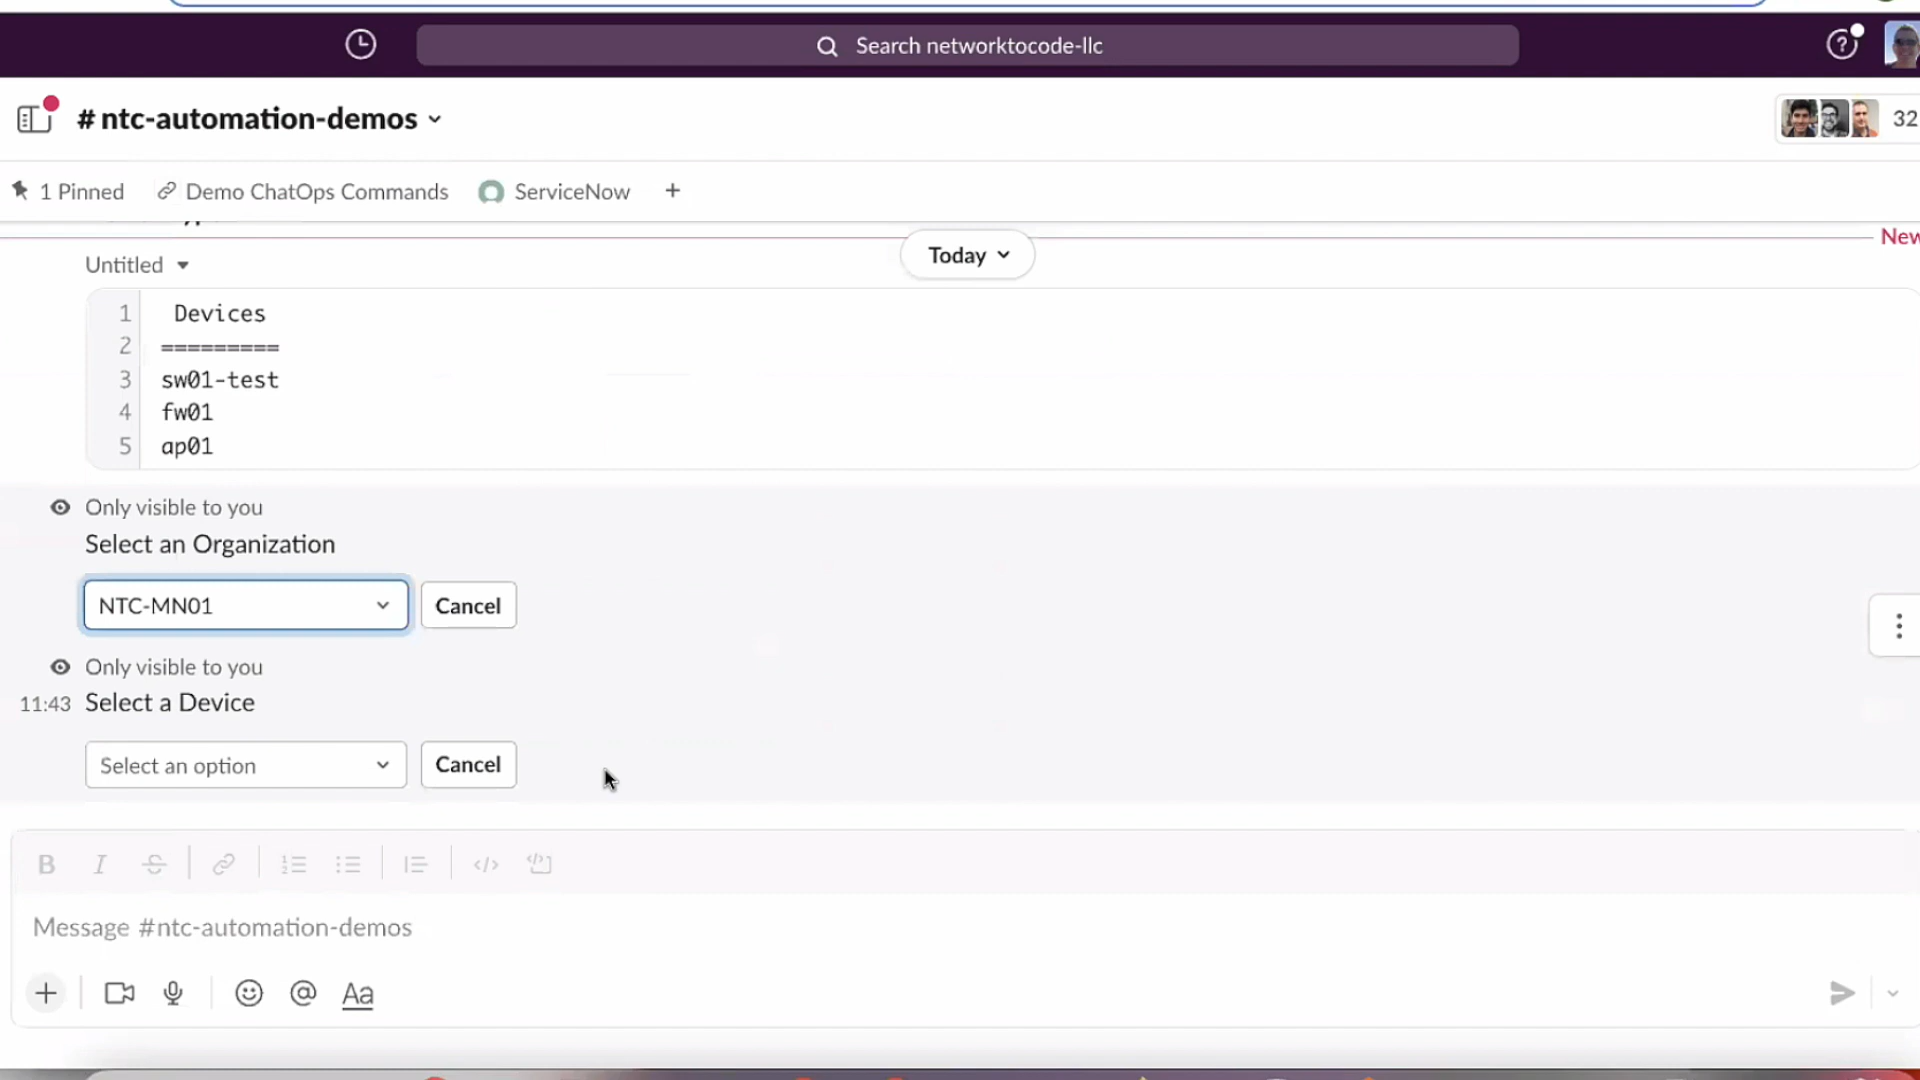 Search networktocode-llc
# ntc-automation-demos
32
1 Pinned
Demo ChatOps Commands
ServiceNow
New
Today
Untitled
1 Devices
2 =========
3 sw01-test
4 fw01
5 ap01
Only visible to you
Select an Organization
NTC-MN01
Cancel
Only visible to you
11:43 Select a Device
Select an option
Cancel
B I S
Message #ntc-automation-demos
Aa